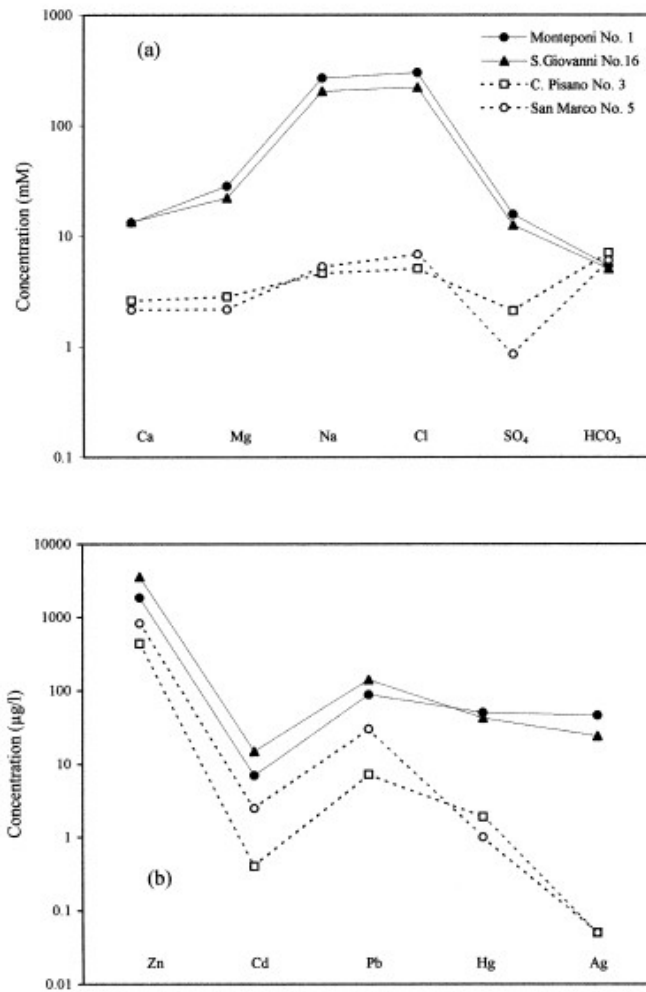 1000
(a)
Monteponi No. 1
S.Giovanni No.16
C. Pisano No. 3
San Marco No. 5
100
10
1
0.1
Concentration (mM)
Ca Mg Na Cl SO₄ HCO₃
10000
1000
100
10
1
0.1
0.01
Concentration (µg/l)
(b)
Zn Cd Pb Hg Ag